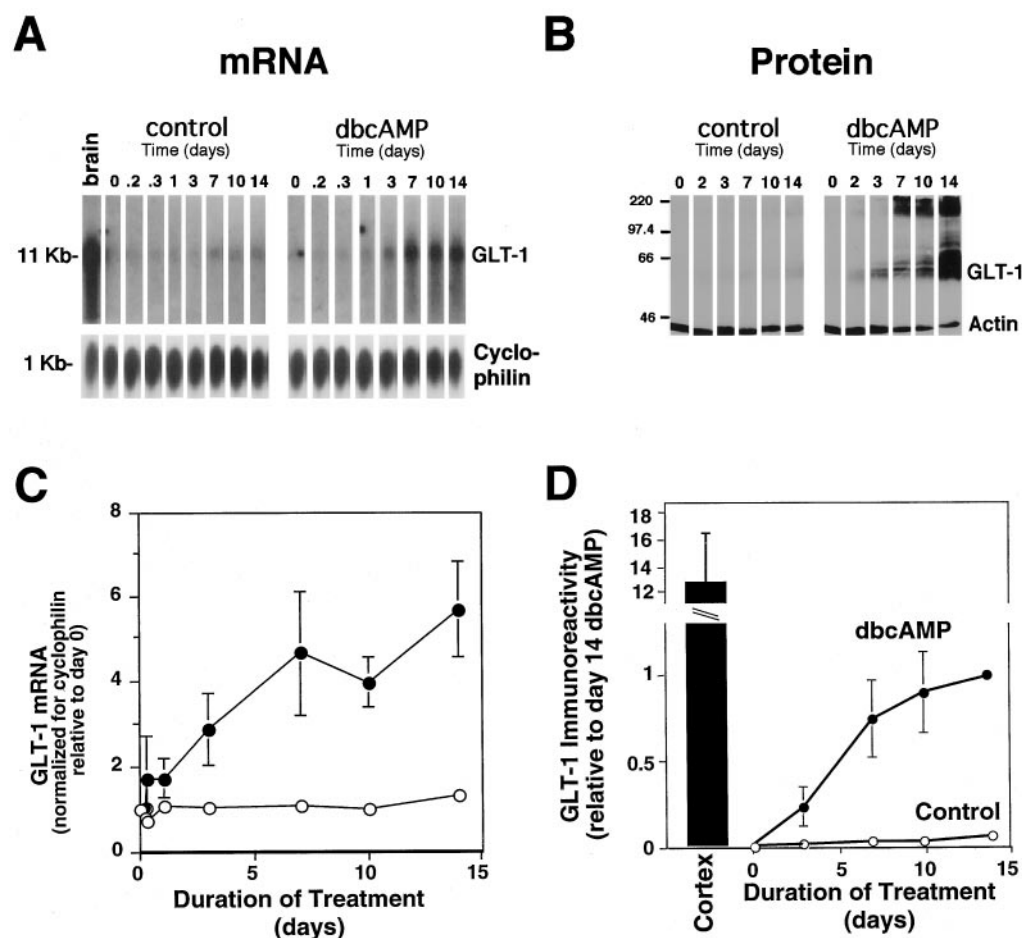 A
mRNA
control
Time (days)
dbcAMP
Time (days)
brain
0 .2 .3 1 3 7 10 14
0 .2 .3 1 3 7 10 14
11 Kb-
GLT-1
1 Kb-
Cyclo-
philin
B
Protein
control
Time (days)
dbcAMP
Time (days)
0 2 3 7 10 14
0 2 3 7 10 14
220
97.4
66
46
GLT-1
Actin
C
GLT-1 mRNA
(normalized for cyclophilin
relative to day 0)
8
6
4
2
0
0 5 10 15
Duration of Treatment
(days)
D
GLT-1 Immunoreactivity
(relative to day 14 dbcAMP)
18
16
14
12
1
0.5
0
dbcAMP
Control
Cortex
0 5 10 15
Duration of Treatment
(days)